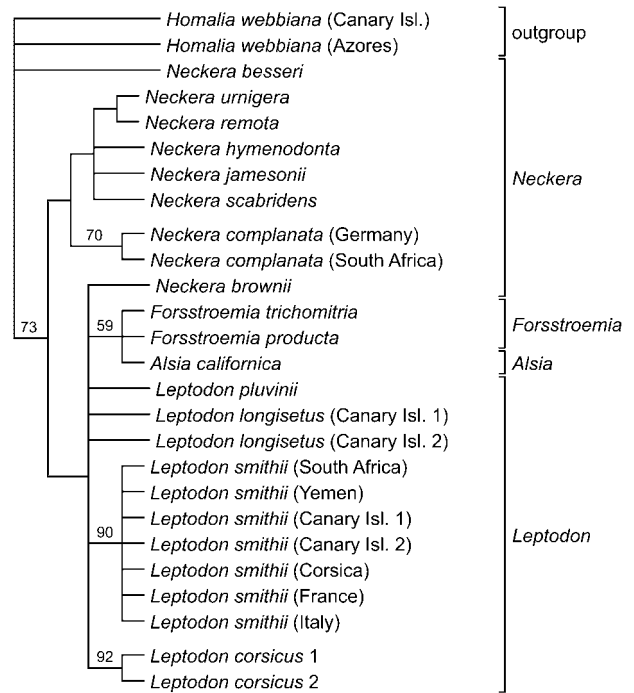 Homalia webbiana (Canary Isl.)
Homalia webbiana (Azores)
outgroup
Neckera besseri
Neckera urnigera
Neckera remota
Neckera hymenodonta
Neckera jamesonii
Neckera scabridens
Neckera
70
Neckera complanata (Germany)
Neckera complanata (South Africa)
Neckera brownii
73
59
Forsstroemia trichomitria
Forsstroemia producta
Forsstroemia
Alsia californica
Alsia
Leptodon pluvinii
Leptodon longisetus (Canary Isl. 1)
Leptodon longisetus (Canary Isl. 2)
Leptodon smithii (South Africa)
Leptodon smithii (Yemen)
Leptodon smithii (Canary Isl. 1)
90
Leptodon smithii (Canary Isl. 2)
Leptodon
Leptodon smithii (Corsica)
Leptodon smithii (France)
Leptodon smithii (Italy)
92
Leptodon corsicus 1
Leptodon corsicus 2